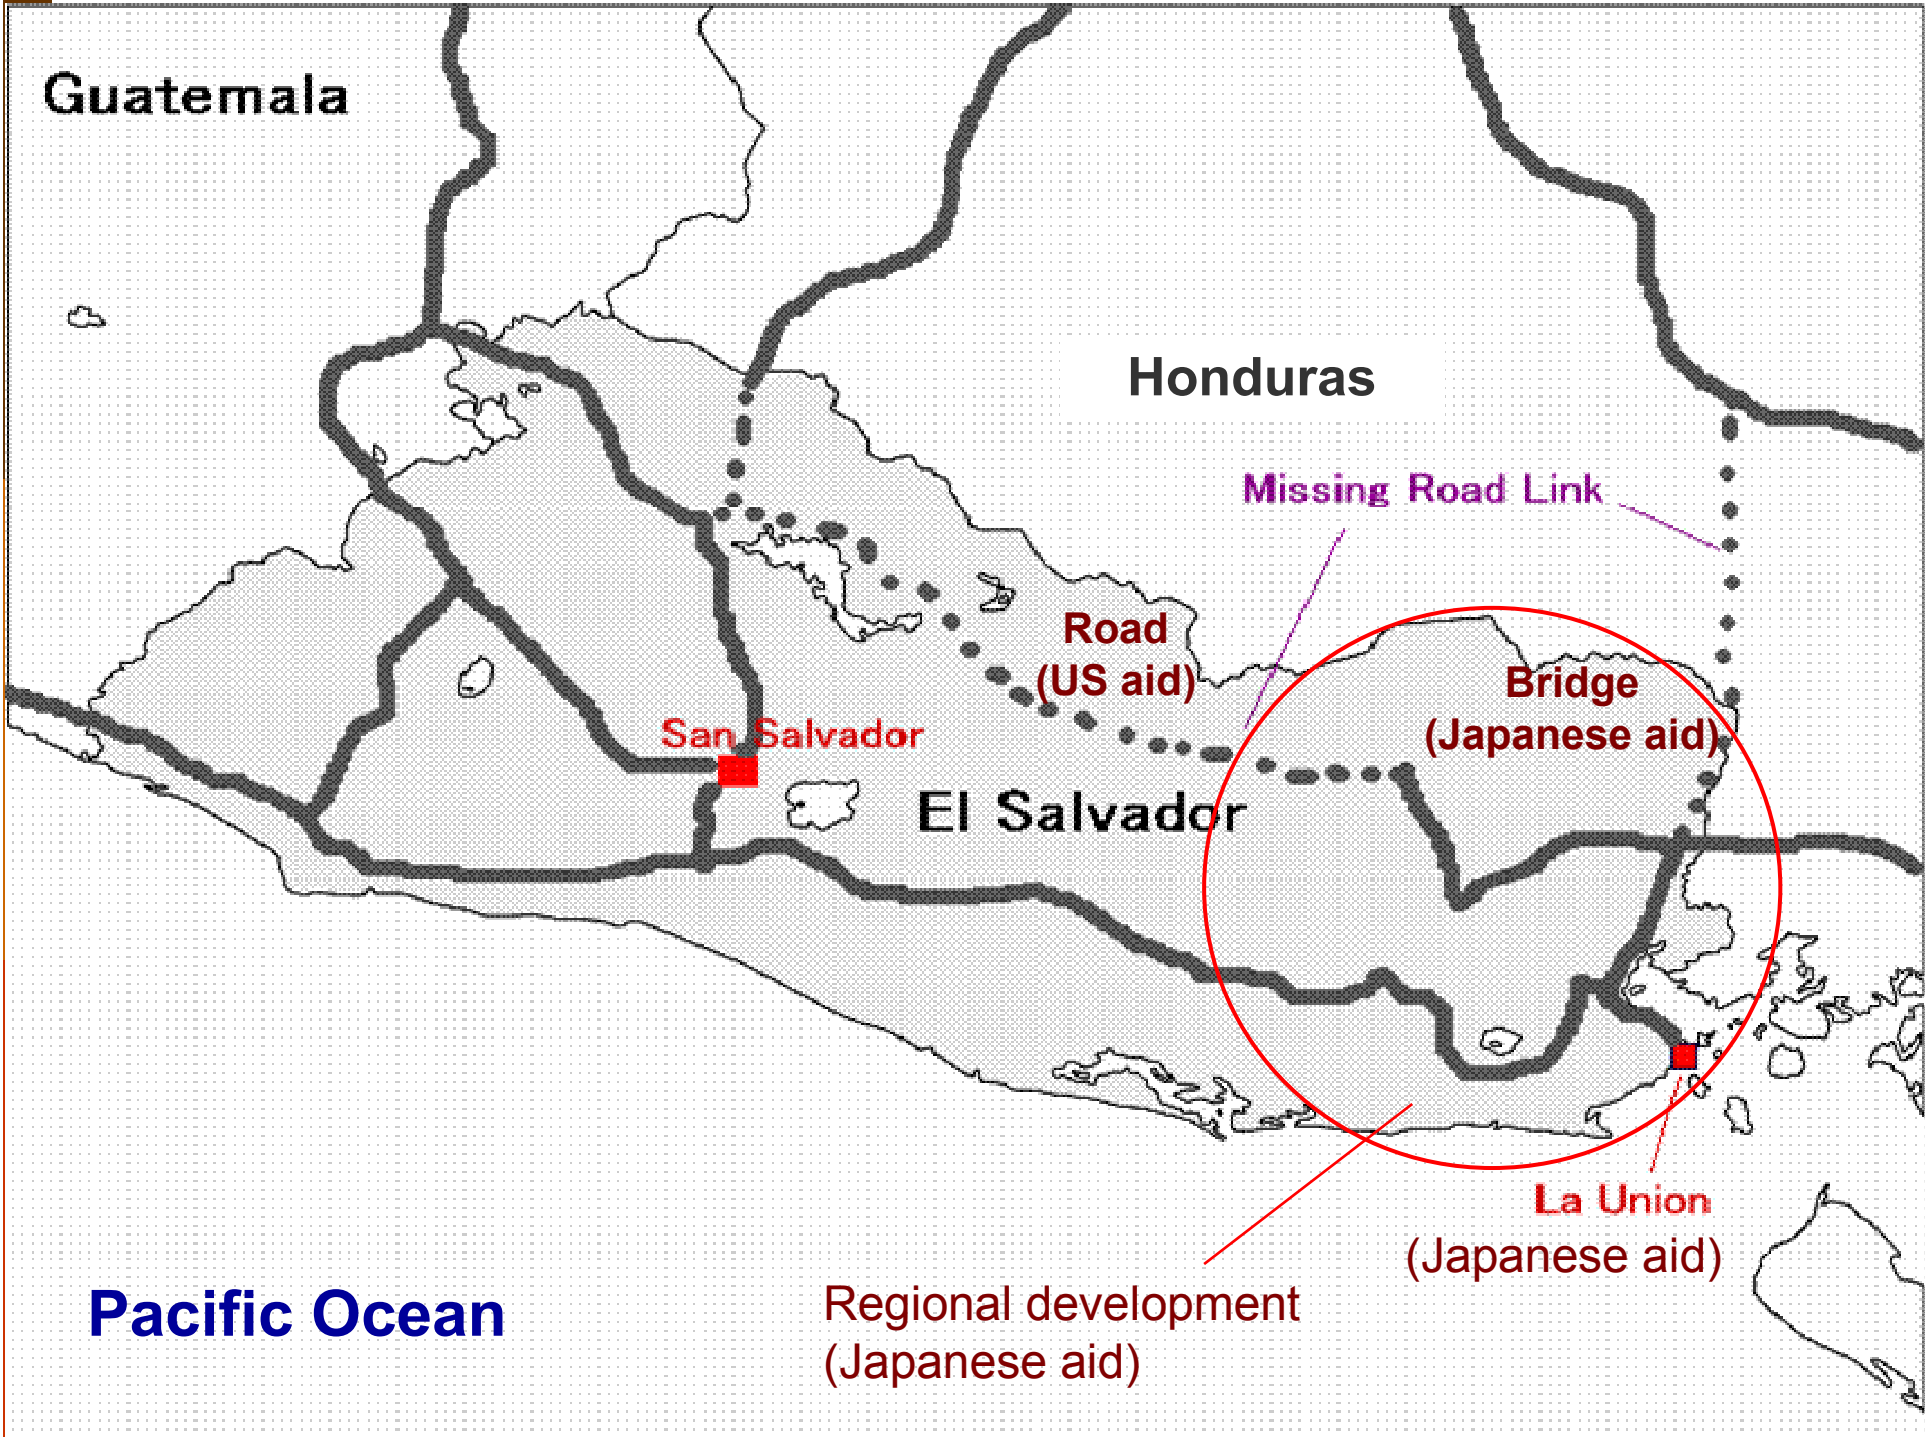 Guatemala
Honduras
Missing Road Link
Road
(US aid)
Bridge
(Japanese aid)
San Salvador
El Salvador
La Union
(Japanese aid)
Regional development
(Japanese aid)
Pacific Ocean